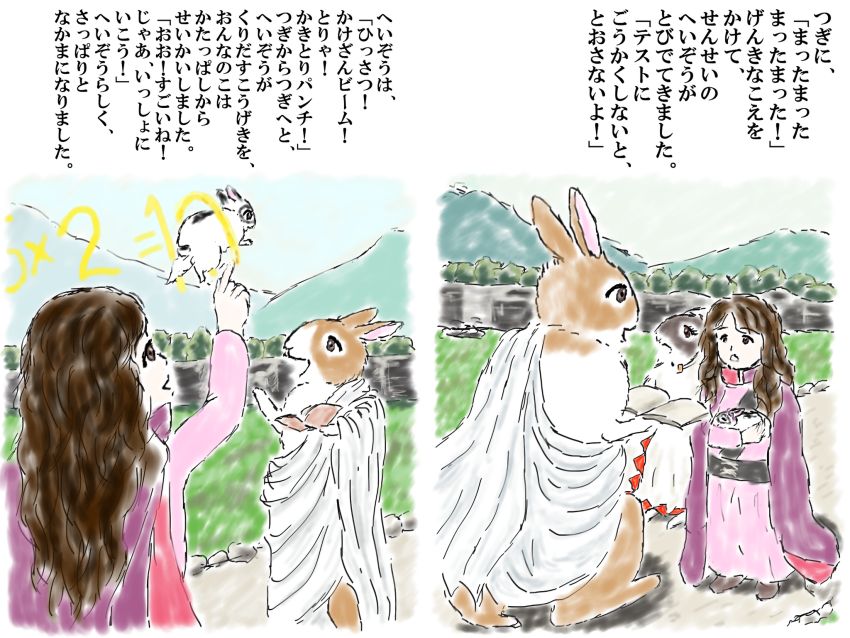 つぎに、
「まったまった
まったまった！」
げんきなこえを
かけて、
せんせいの
へいぞうが
とびでてきました。
「テストに
ごうかくしないと、
とおさないよ！」
へいぞうは、
「ひっさつ！
かけざんビーム！
とりゃ！
かきとりパンチ！」
つぎからつぎへと、
へいぞうが
くりだすこうげきを、
おんなのこは
かたっぱしから
せいかいしました。
「おお！すごいね！
じゃあ、いっしょに
いこう！」
へいぞうらしく、
さっぱりと
なかまになりました。
×2=1